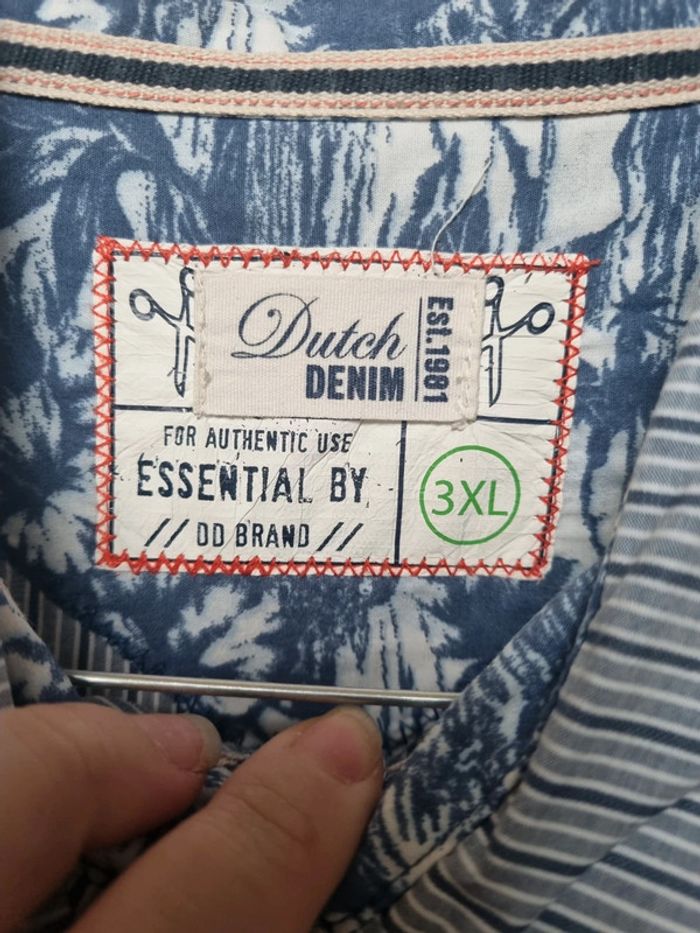 Dutch
DENIM
Est.1981
FOR AUTHENTIC USE
ESSENTIAL BY
// DD BRAND //
3XL